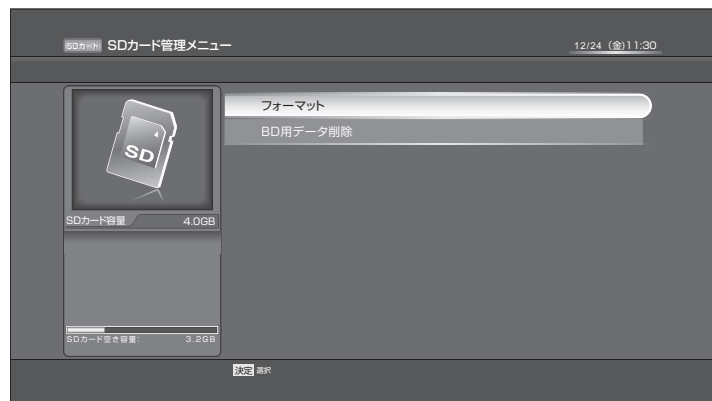 SDカード SDカード管理メニュー 12/24（金)11:30
フォーマット
BD用データ削除
SD
SDカード容量 4.0GB
SDカード空き容量: 3.2GB
決定 選択